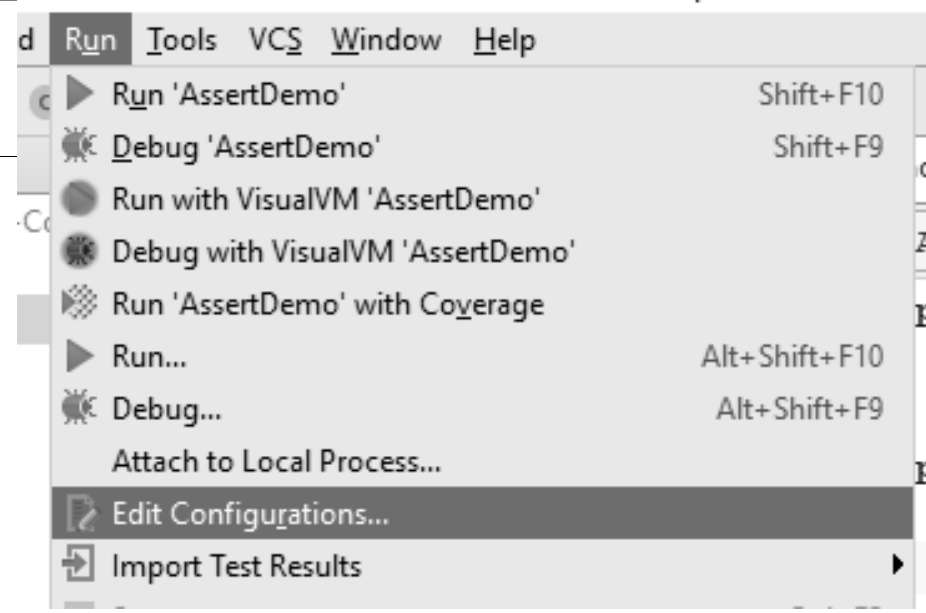 Run Tools VCS Window Help
Run 'AssertDemo' Shift+F10
Debug 'AssertDemo' Shift+F9
Run with VisualVM 'AssertDemo'
Debug with VisualVM 'AssertDemo'
Run 'AssertDemo' with Coverage
Run... Alt+Shift+F10
Debug... Alt+Shift+F9
Attach to Local Process...
Edit Configurations...
Import Test Results